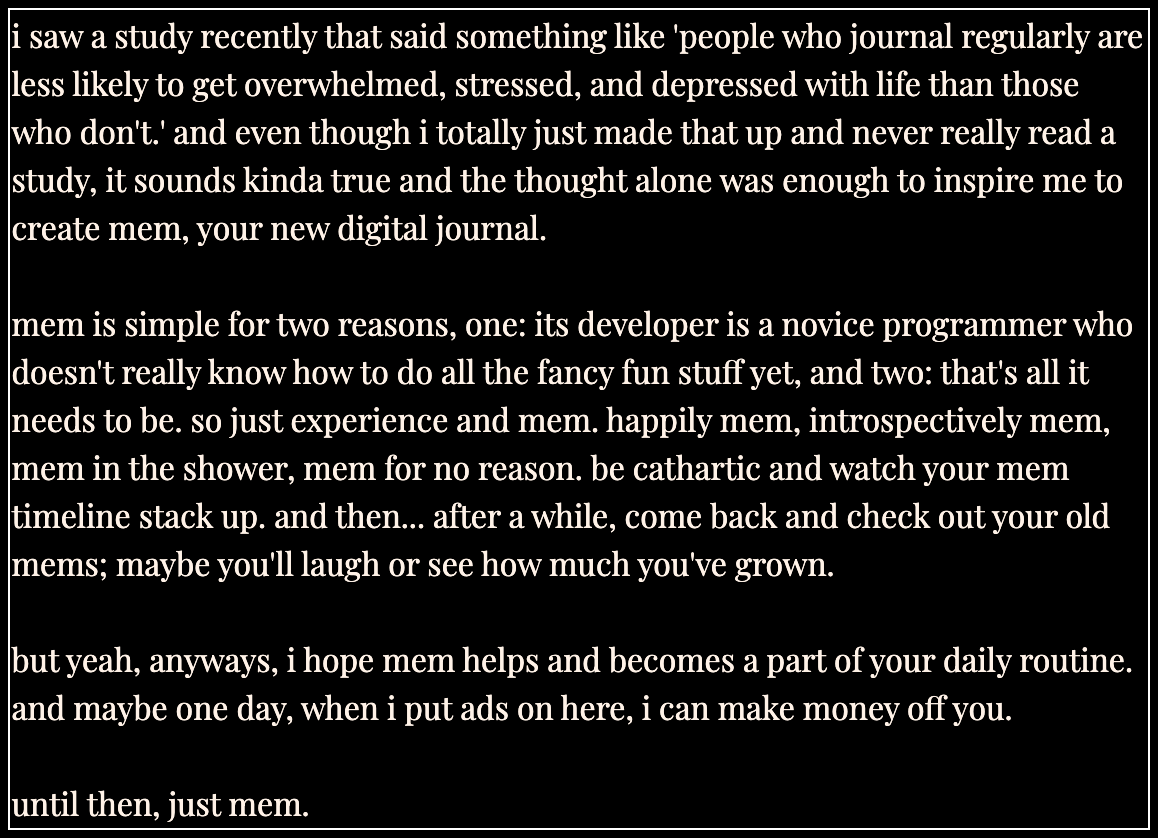 i saw a study recently that said something like 'people who journal regularly are
less likely to get overwhelmed, stressed, and depressed with life than those
who don't.' and even though i totally just made that up and never really read a
study, it sounds kinda true and the thought alone was enough to inspire me to
create mem, your new digital journal.
mem is simple for two reasons, one: its developer is a novice programmer who
doesn't really know how to do all the fancy fun stuff yet, and two: that's all it
needs to be. so just experience and mem. happily mem, introspectively mem,
mem in the shower, mem for no reason. be cathartic and watch your mem
timeline stack up. and then... after a while, come back and check out your old
mems; maybe you'll laugh or see how much you've grown.
but yeah, anyways, i hope mem helps and becomes a part of your daily routine.
and maybe one day, when i put ads on here, i can make money off you.
until then, just mem.